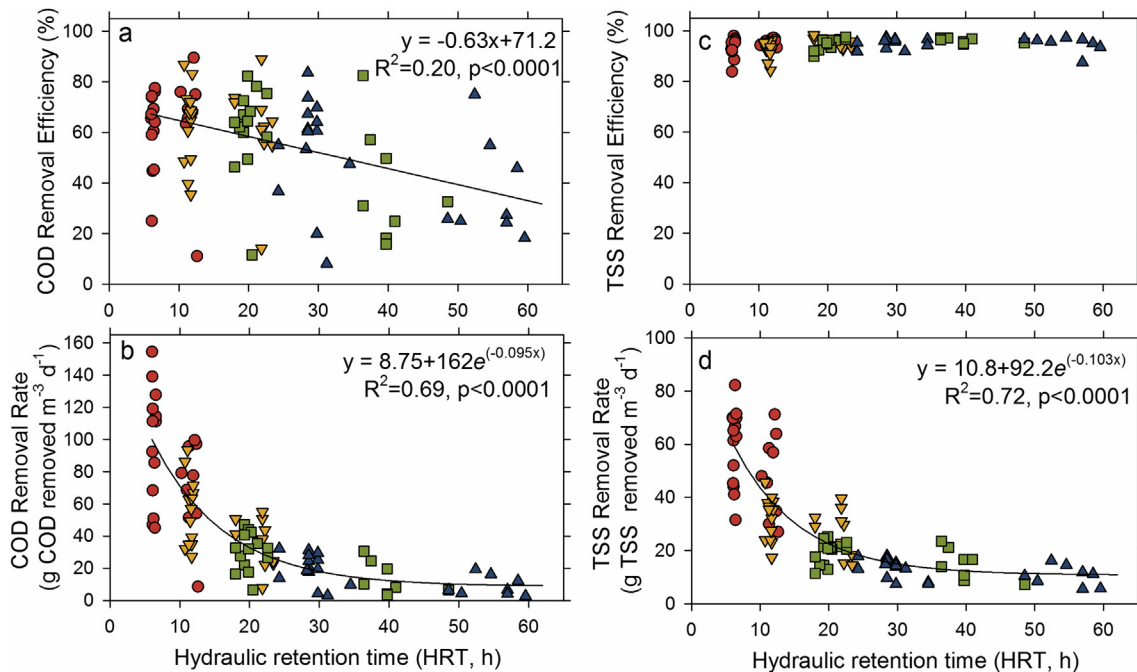 a
y = -0.63x+71.2
R²=0.20, p<0.0001
COD Removal Efficiency (%)
100
80
60
40
20
0
0 10 20 30 40 50 60
c
TSS Removal Efficiency (%)
100
80
60
40
20
0
0 10 20 30 40 50 60
b
y = 8.75+162e(-0.095x)
R²=0.69, p<0.0001
COD Removal Rate
(g COD removed m⁻³ d⁻¹)
160
140
120
100
80
60
40
20
0
0 10 20 30 40 50 60
Hydraulic retention time (HRT, h)
d
y = 10.8+92.2e(-0.103x)
R²=0.72, p<0.0001
TSS Removal Rate
(g TSS removed m⁻³ d⁻¹)
100
80
60
40
20
0
0 10 20 30 40 50 60
Hydraulic retention time (HRT, h)